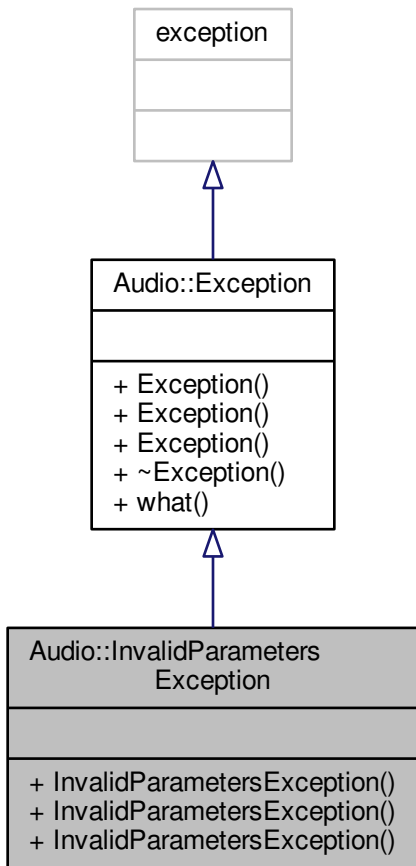 exception
Audio::Exception
+ Exception()
+ Exception()
+ Exception()
+ ~Exception()
+ what()
Audio::InvalidParameters
Exception
+ InvalidParametersException()
+ InvalidParametersException()
+ InvalidParametersException()